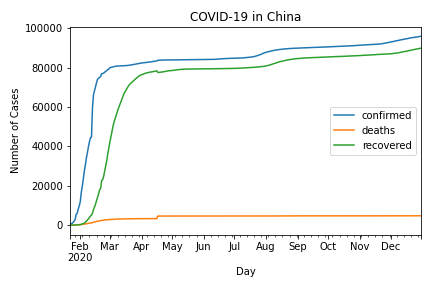 COVID-19 in China
100000
80000
60000
40000
20000
0
Number of Cases
confirmed
deaths
recovered
Feb Mar Apr May Jun Jul Aug Sep Oct Nov Dec
2020
Day